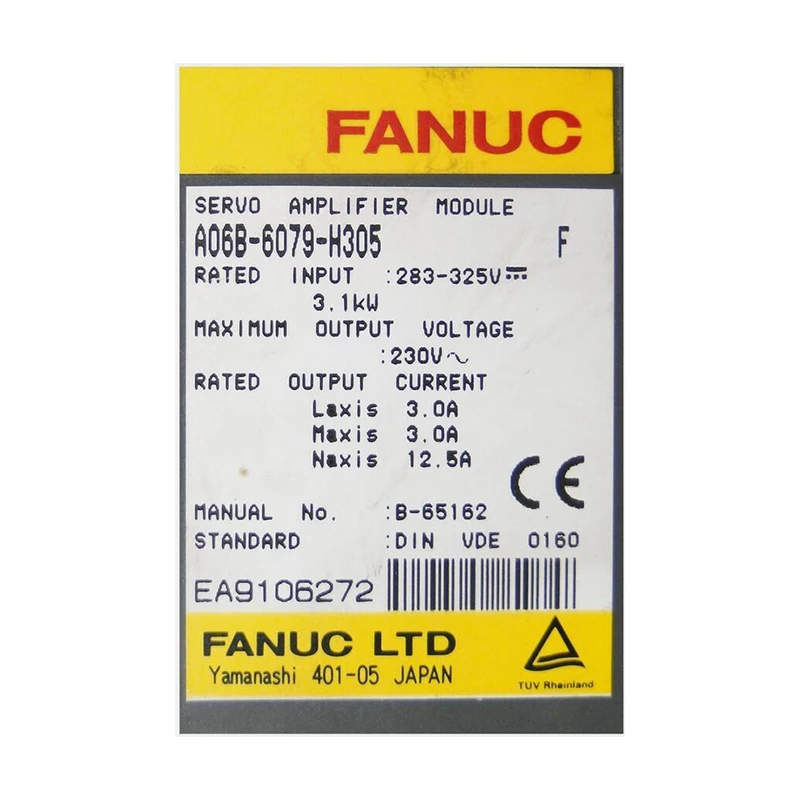 FANUC
SERVO AMPLIFIER MODULE
A06B-6079-H305 F
RATED INPUT :283-325V⎓
3.1kW
MAXIMUM OUTPUT VOLTAGE
:230V～
RATED OUTPUT CURRENT
Laxis 3.0A
Maxis 3.0A
Naxis 12.5A
CE
MANUAL No. :B-65162
STANDARD :DIN VDE 0160
EA9106272
FANUC LTD
Yamanashi 401-05 JAPAN
TUV Rheinland